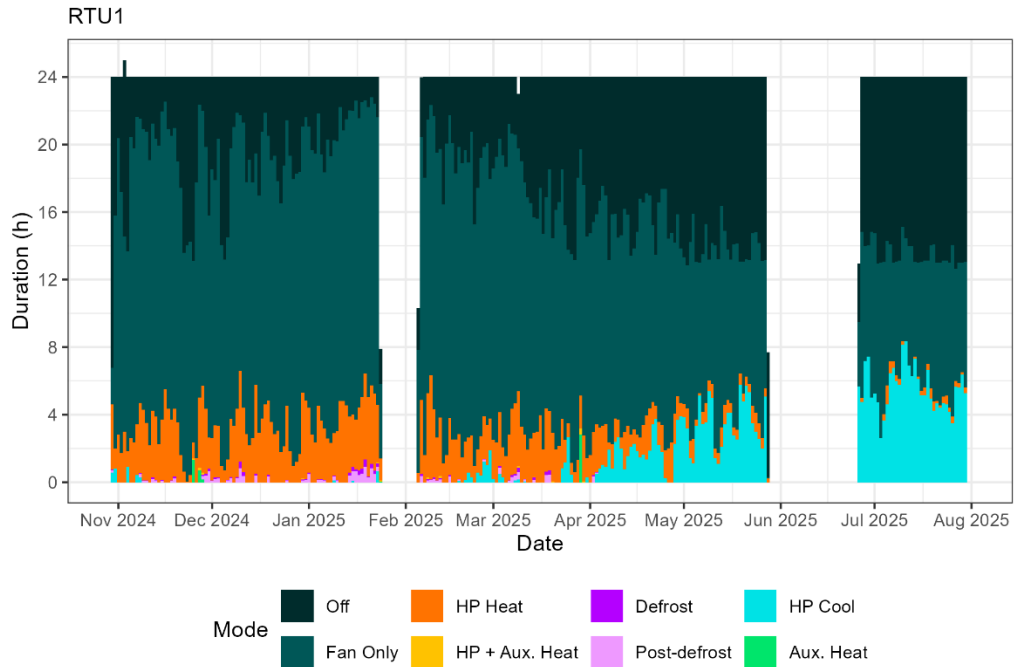 RTU1
24
20
16
12
8
4
0
Duration (h)
Nov 2024 Dec 2024 Jan 2025 Feb 2025 Mar 2025 Apr 2025 May 2025 Jun 2025 Jul 2025 Aug 2025
Date
Mode
Off HP Heat Defrost HP Cool
Fan Only HP + Aux. Heat Post-defrost Aux. Heat